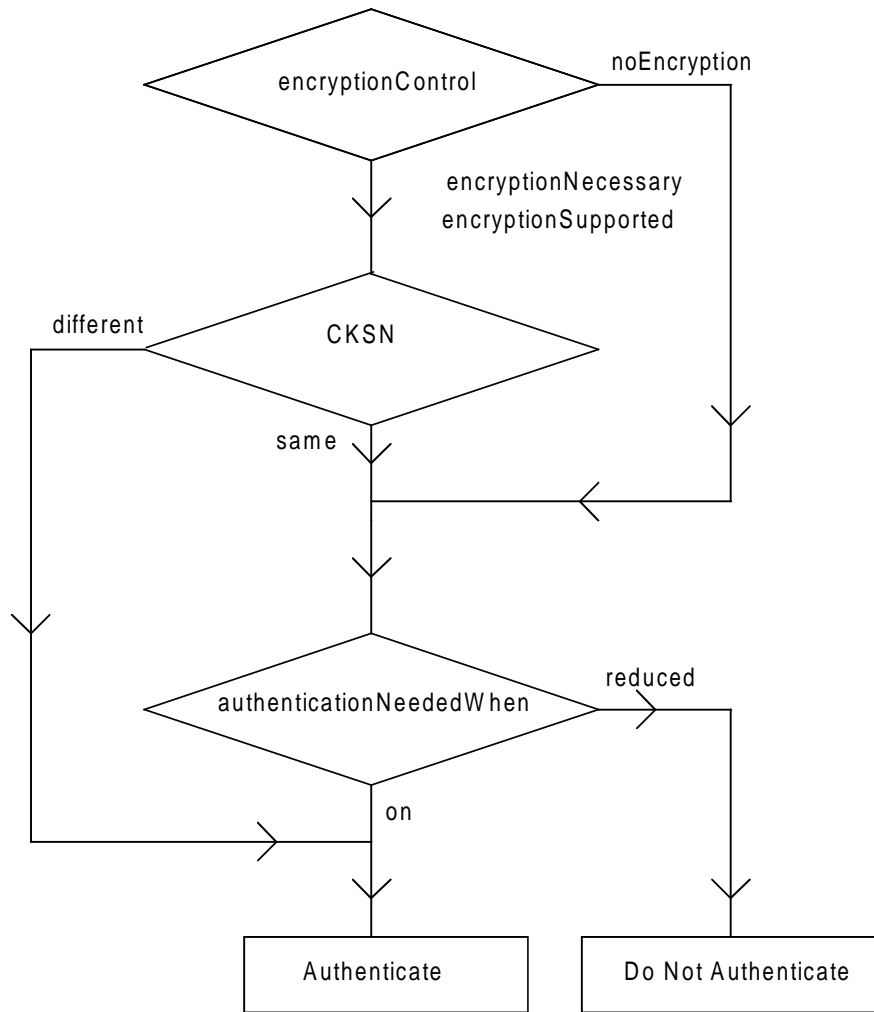 noEncryption
encryptionControl
encryptionNecessary
encryptionSupported
different
CKSN
same
reduced
authenticationNeededWhen
on
Authenticate
Do Not Authenticate